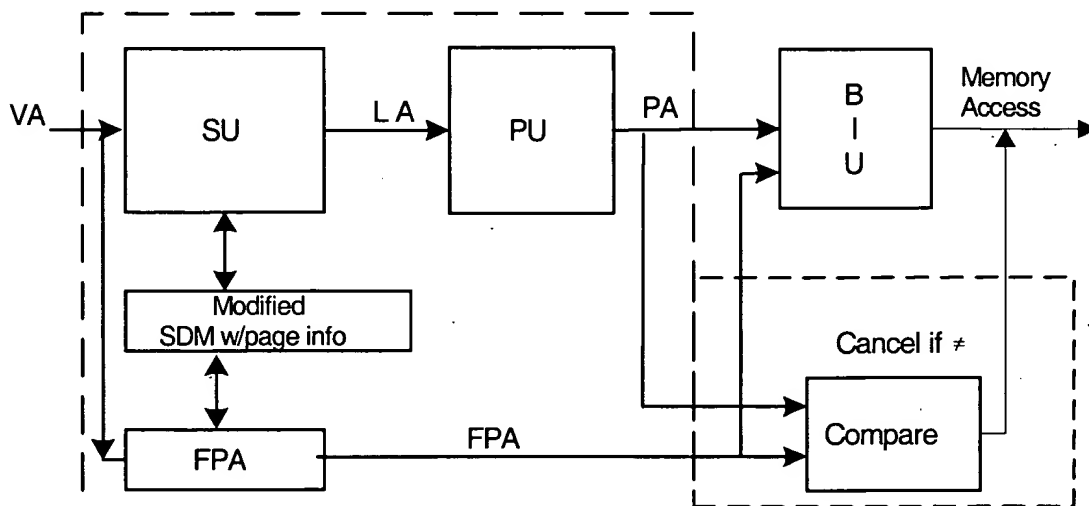 VA
SU
L A
PU
PA
B
I
U
Memory
Access
Modified
SDM w/page info
Cancel if ≠
FPA
FPA
Compare